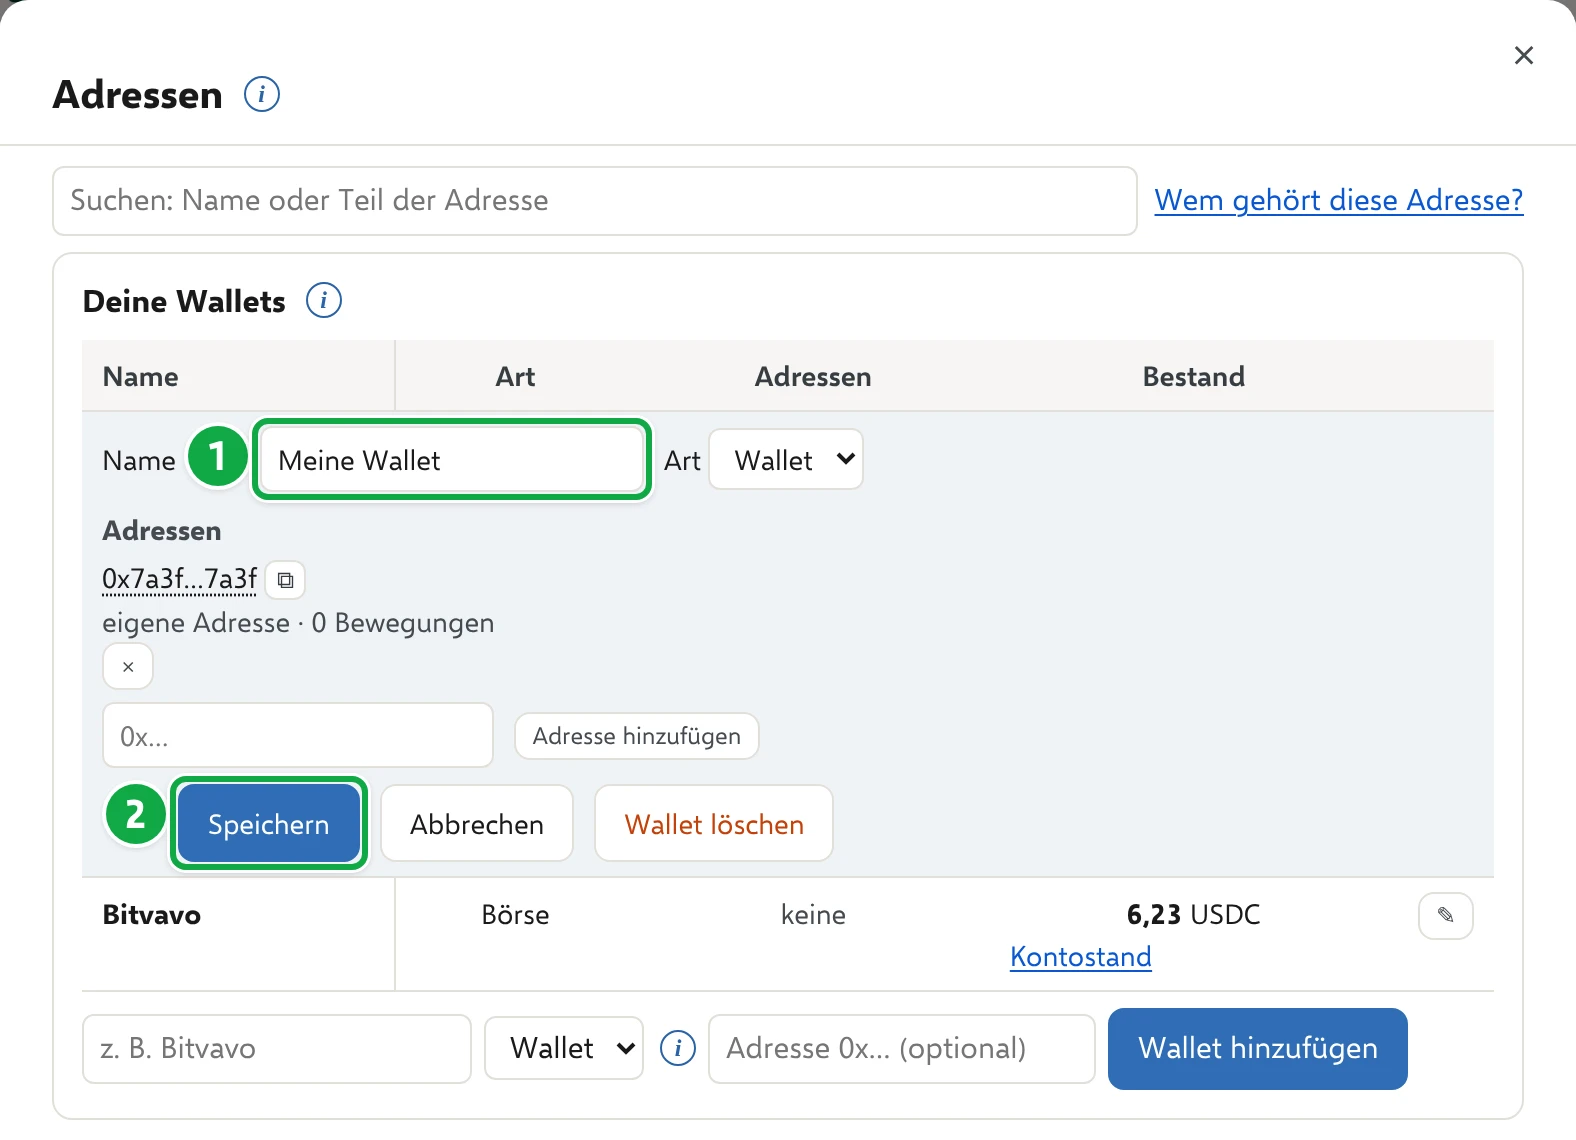 Adressen i
Suchen: Name oder Teil der Adresse Wem gehört diese Adresse?
Deine Wallets i
Name Art Adressen Bestand
Name 1 Meine Wallet Art Wallet
Adressen
0x7a3f...7a3f
eigene Adresse · 0 Bewegungen
×
0x... Adresse hinzufügen
2 Speichern Abbrechen Wallet löschen
Bitvavo Börse keine 6,23 USDC
Kontostand
z. B. Bitvavo Wallet i Adresse 0x... (optional) Wallet hinzufügen